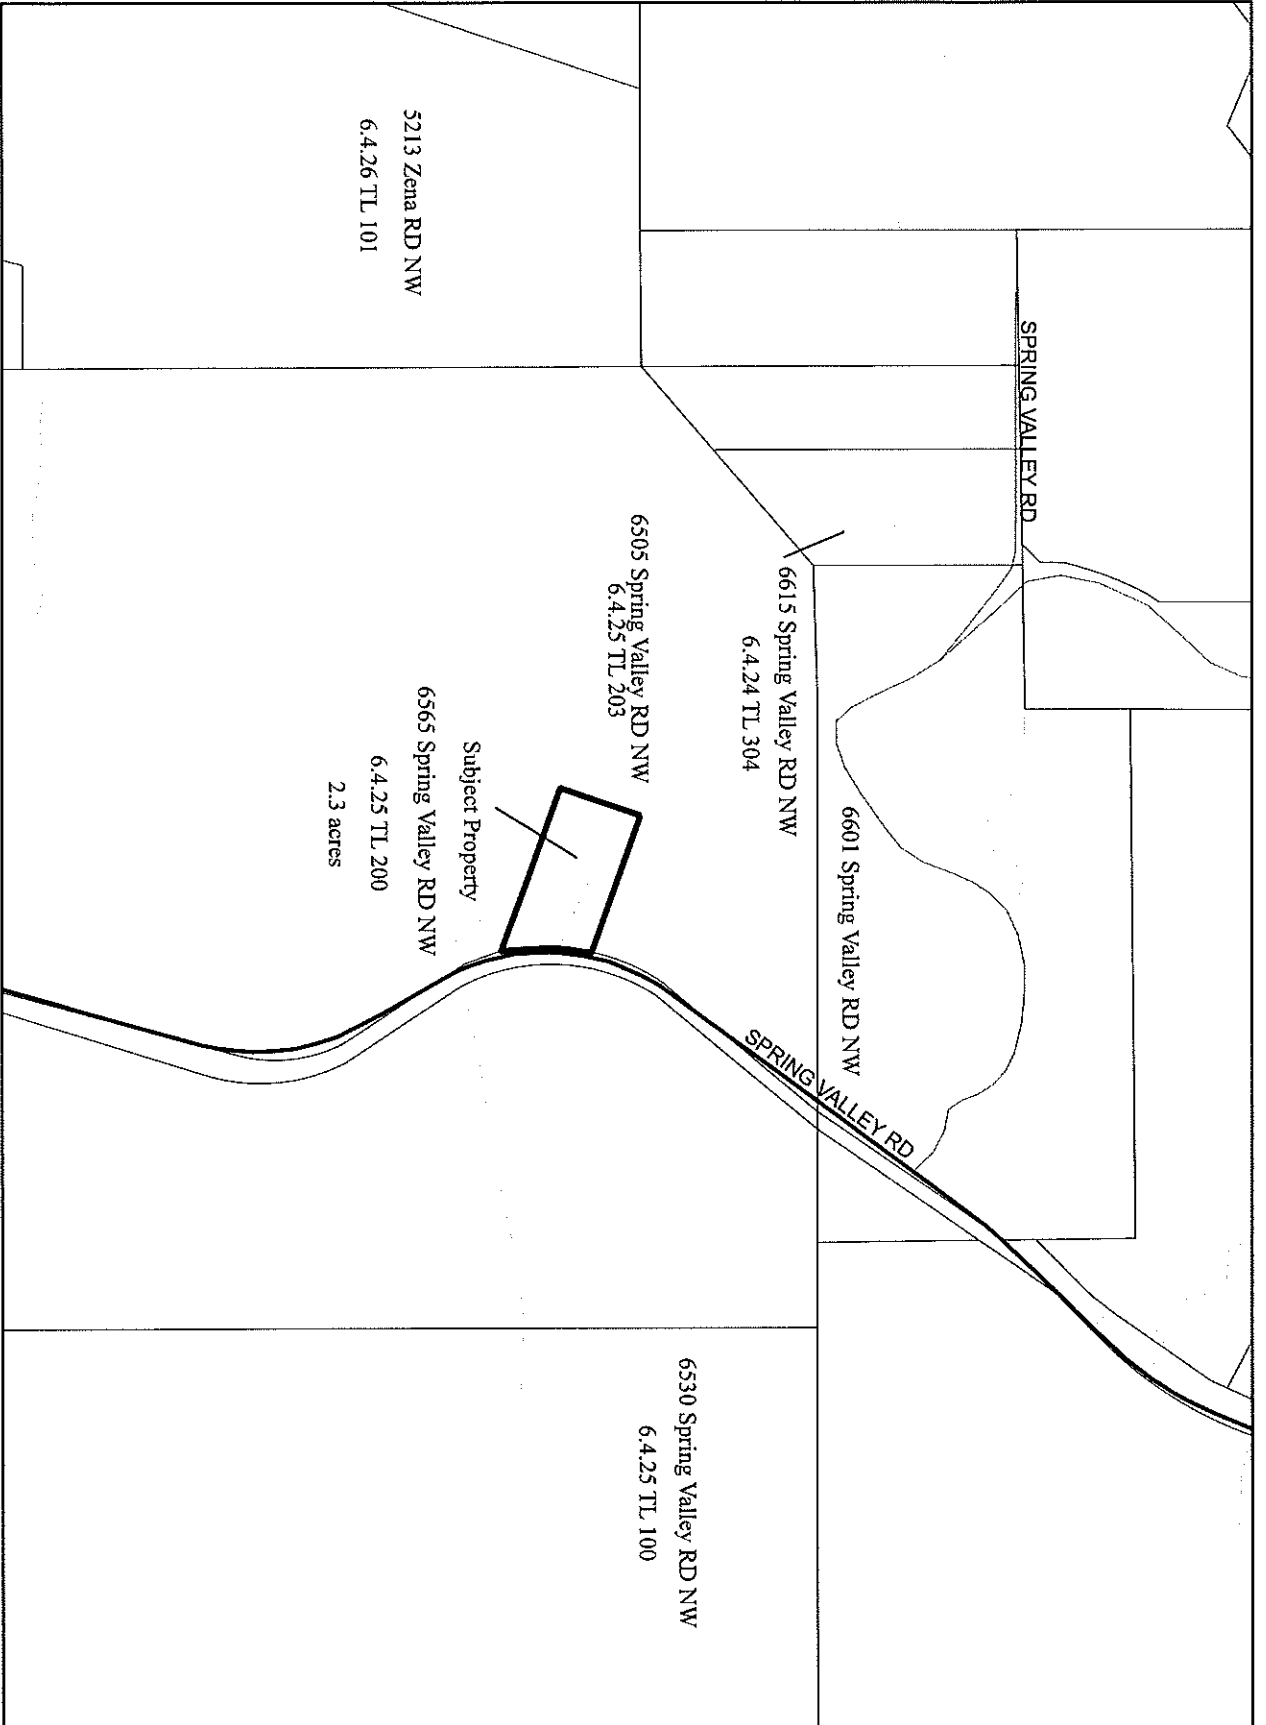 SPRING VALLEY RD
6601 Spring Valley RD NW
SPRING VALLEY RD
6615 Spring Valley RD NW
6.4.24 TL 304
6530 Spring Valley RD NW
6.4.25 TL 100
6505 Spring Valley RD NW
6.4.25 TL 203
Subject Property
6565 Spring Valley RD NW
6.4.25 TL 200
2.3 acres
5213 Zena RD NW
6.4.26 TL 101